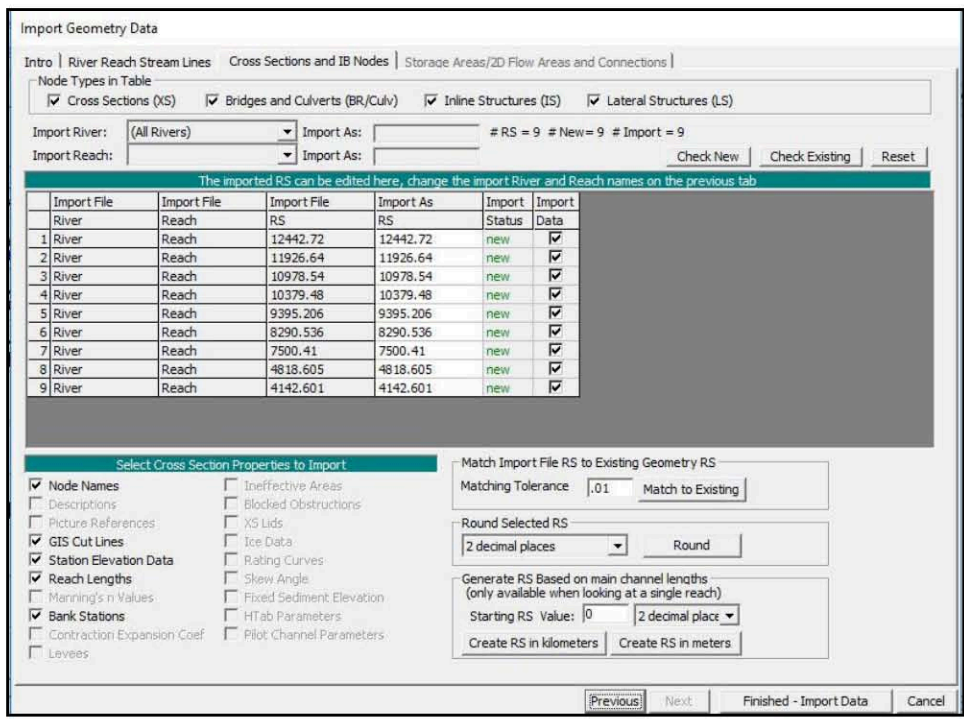 Import Geometry Data
Intro River Reach Stream Lines Cross Sections and IB Nodes Storage Areas/2D Flow Areas and Connections
Node Types in Table
Cross Sections (XS) Bridges and Culverts (BR/Culv) Inline Structures (IS) Lateral Structures (LS)
Import River: (All Rivers) Import As: # RS = 9 # New= 9 # Import = 9
Import Reach: Import As: Check New Check Existing Reset
The imported RS can be edited here, change the import River and Reach names on the previous tab
Import File Import File Import File Import As Import Import
River Reach RS RS Status Data
1 River Reach 12442.72 12442.72 new
2 River Reach 11926.64 11926.64 new
3 River Reach 10978.54 10978.54 new
4 River Reach 10379.48 10379.48 new
5 River Reach 9395.206 9395.206 new
6 River Reach 8290.536 8290.536 new
7 River Reach 7500.41 7500.41 new
8 River Reach 4818.605 4818.605 new
9 River Reach 4142.601 4142.601 new
Select Cross Section Properties to Import
Node Names Ineffective Areas
Descriptions Blocked Obstructions
Picture References XS Lids
GIS Cut Lines Ice Data
Station Elevation Data Rating Curves
Reach Lengths Skew Angle
Manning's n Values Fixed Sediment Elevation
Bank Stations HTab Parameters
Contraction Expansion Coef Pilot Channel Parameters
Levees
Match Import File RS to Existing Geometry RS
Matching Tolerance .01 Match to Existing
Round Selected RS
2 decimal places Round
Generate RS Based on main channel lengths
(only available when looking at a single reach)
Starting RS Value: 0 2 decimal place
Create RS in kilometers Create RS in meters
Previous Next Finished - Import Data Cancel